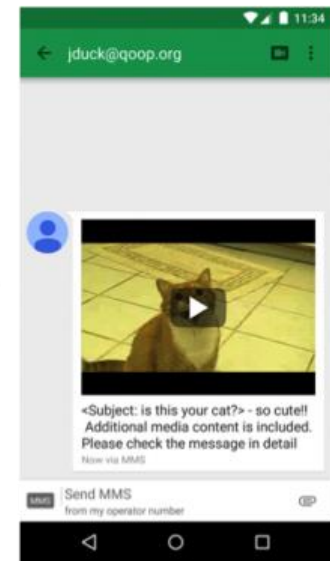 11:34
jduck@qoop.org
<Subject: is this your cat?> - so cute!!
Additional media content is included.
Please check the message in detail
Now via MMS
MMS
Send MMS
from my operator number